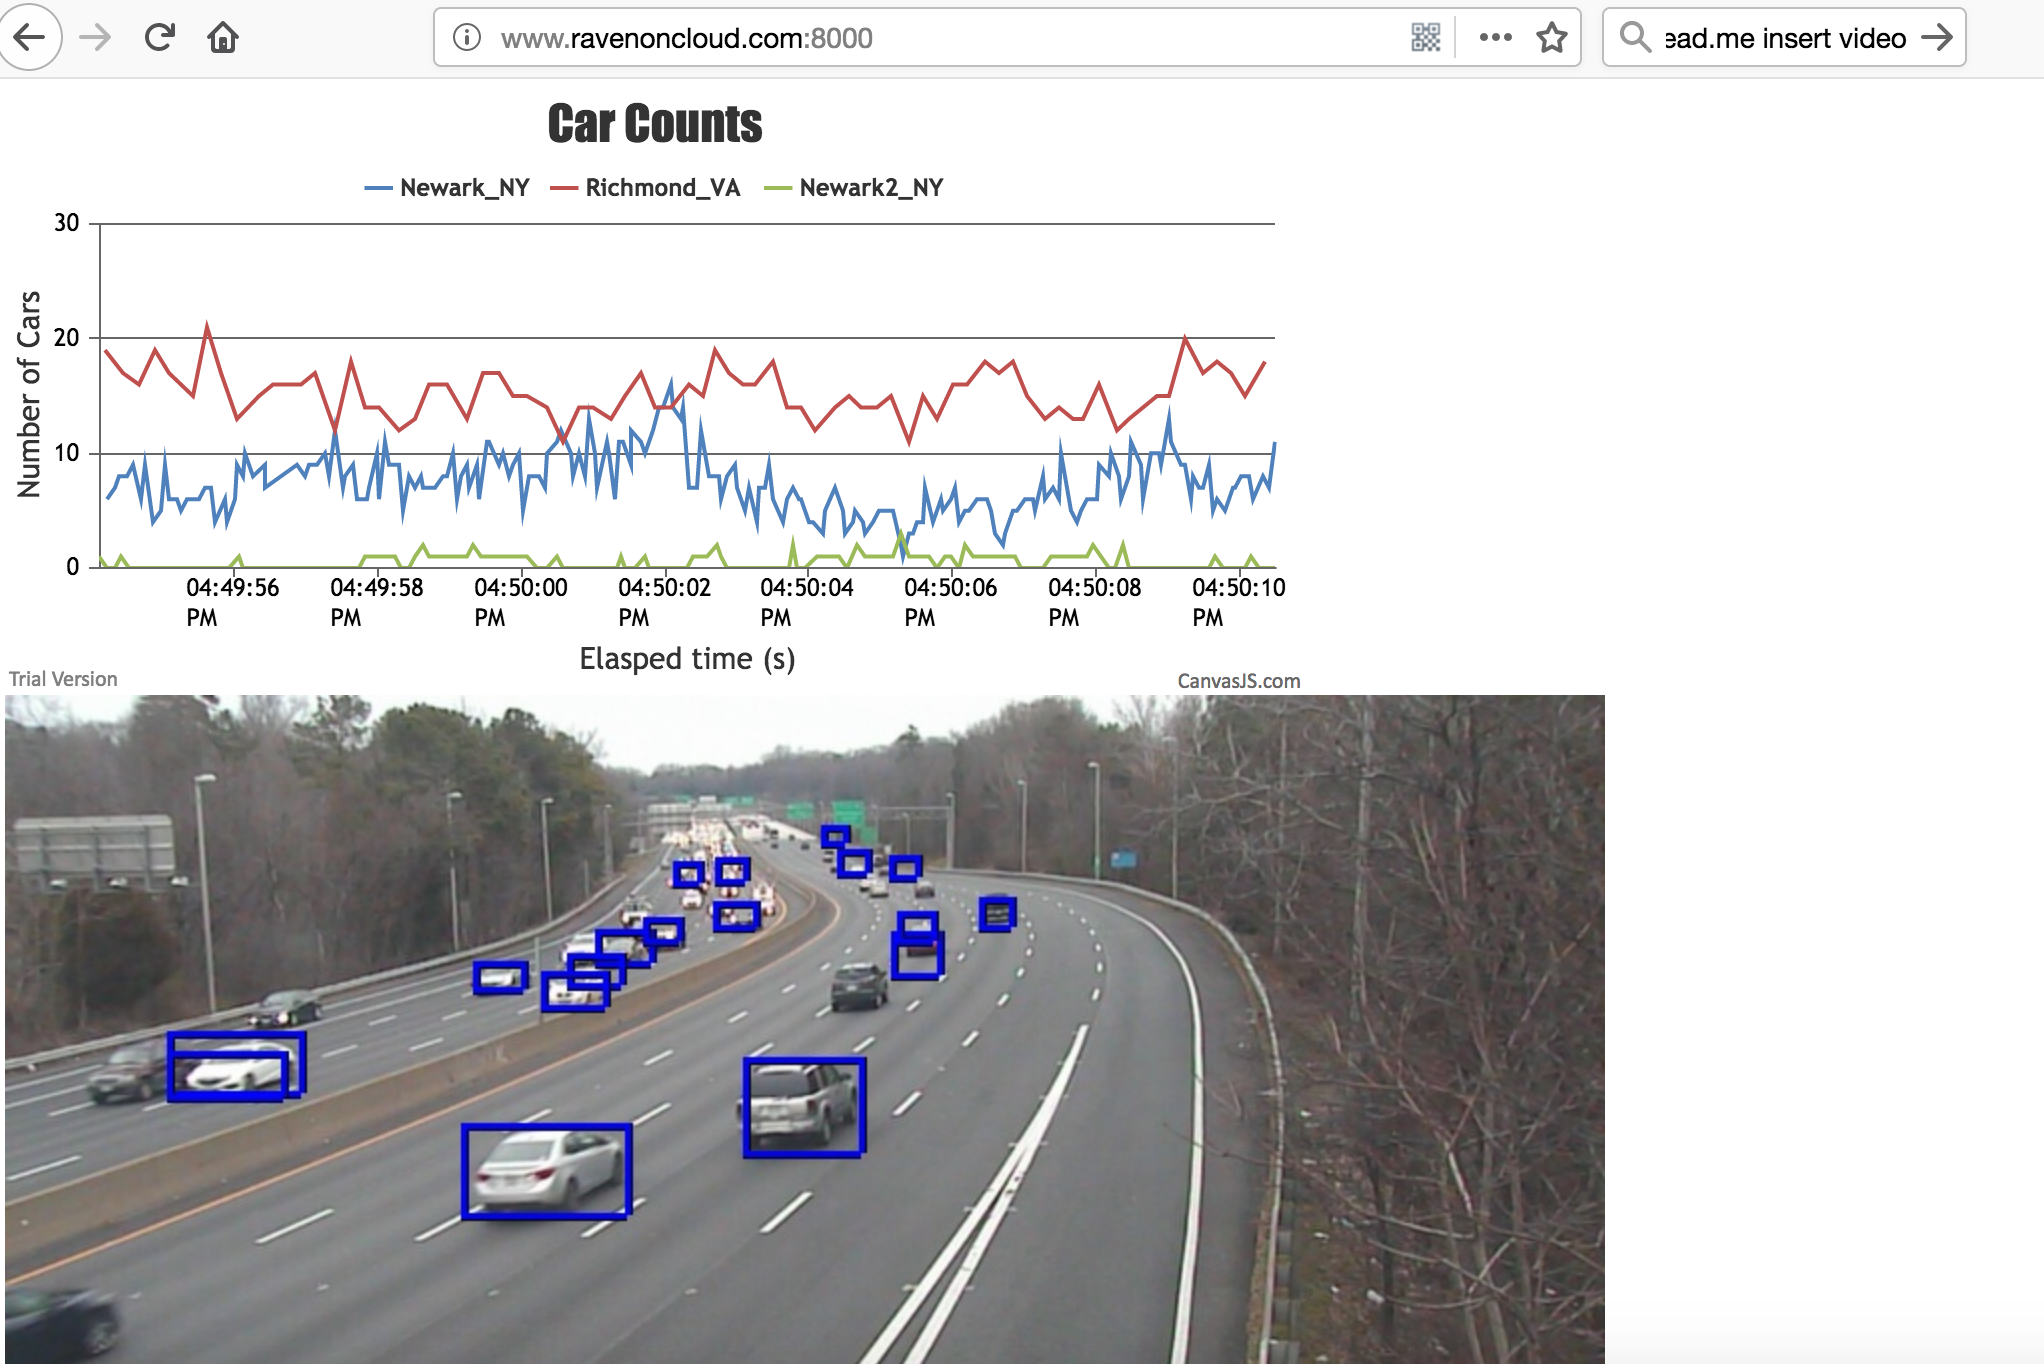 www.ravenoncloud.com:8000
ead.me insert video
Car Counts
Newark_NY Richmond_VA Newark2_NY
30
20
10
0
Number of Cars
04:49:56 PM
04:49:58 PM
04:50:00 PM
04:50:02 PM
04:50:04 PM
04:50:06 PM
04:50:08 PM
04:50:10 PM
Elasped time (s)
Trial Version
CanvasJS.com